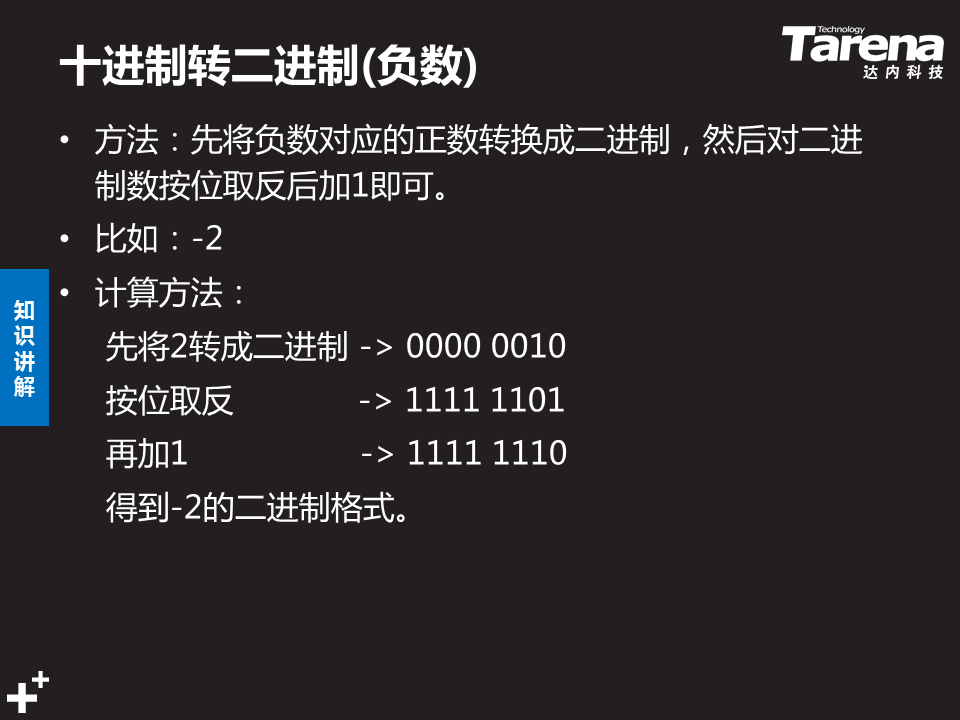 十进制转二进制(负数)
Technology
Tarena
达内科技
• 方法：先将负数对应的正数转换成二进制，然后对二进
制数按位取反后加1即可。
• 比如：-2
• 计算方法：
先将2转成二进制 -> 0000 0010
按位取反 -> 1111 1101
再加1 -> 1111 1110
得到-2的二进制格式。
知
识
讲
解